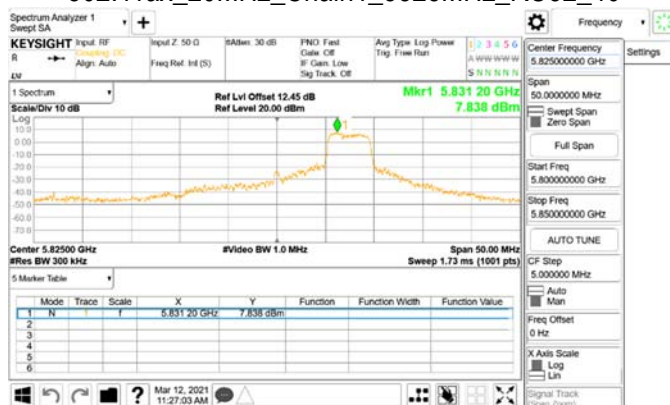 Spectrum Analyzer 1
Swept SA
Frequency
KEYSIGHT
Input: RF
Coupling: DC
Align: Auto
Input Z: 50 Ω
Freq Ref: Int (S)
#Atten: 30 dB
PNO: Fast
Gate: Off
IF Gain: Low
Sig Track: Off
Avg Type: Log-Power
Trig: Free Run
1 2 3 4 5 6
A W W W W W
S N N N N N
R
LV
Center Frequency
5.825000000 GHz
Settings
Span
50.0000000 MHz
Swept Span
Zero Span
Full Span
Start Freq
5.800000000 GHz
Stop Freq
5.850000000 GHz
AUTO TUNE
CF Step
5.000000 MHz
Auto
Man
Freq Offset
0 Hz
X Axis Scale
Log
Lin
Signal Track
(Span Zoom)
1 Spectrum
Scale/Div 10 dB
Ref Lvl Offset 12.45 dB
Ref Level 20.00 dBm
Mkr1 5.831 20 GHz
7.838 dBm
Log
10.0
0.00
-10.0
-20.0
-30.0
-40.0
-50.0
-60.0
-70.0
1
Center 5.82500 GHz
#Video BW 1.0 MHz
Span 50.00 MHz
#Res BW 300 kHz
Sweep 1.73 ms (1001 pts)
5 Marker Table
Mode Trace Scale X Y Function Function Width Function Value
1 N 1 f 5.831 20 GHz 7.838 dBm
2
3
4
5
6
?
Mar 12, 2021
11:27:03 AM